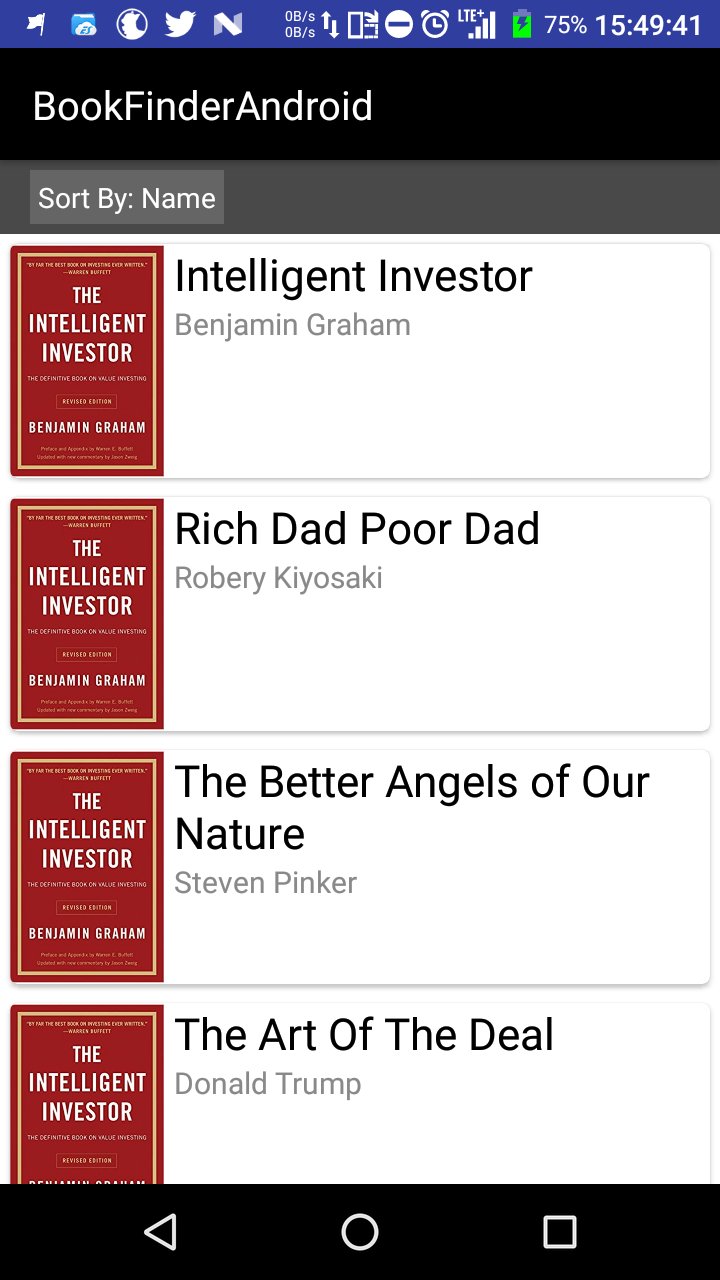 0B/s
0B/s
LTE+
75% 15:49:41
BookFinderAndroid
Sort By: Name
"BY FAR THE BEST BOOK ON INVESTING EVER WRITTEN."
—WARREN BUFFETT
THE
INTELLIGENT
INVESTOR
THE DEFINITIVE BOOK ON VALUE INVESTING
REVISED EDITION
BENJAMIN GRAHAM
Preface and Appendix by Warren E. Buffett
Updated with new commentary by Jason Zweig
Intelligent Investor
Benjamin Graham
"BY FAR THE BEST BOOK ON INVESTING EVER WRITTEN."
—WARREN BUFFETT
THE
INTELLIGENT
INVESTOR
THE DEFINITIVE BOOK ON VALUE INVESTING
REVISED EDITION
BENJAMIN GRAHAM
Preface and Appendix by Warren E. Buffett
Updated with new commentary by Jason Zweig
Rich Dad Poor Dad
Robery Kiyosaki
"BY FAR THE BEST BOOK ON INVESTING EVER WRITTEN."
—WARREN BUFFETT
THE
INTELLIGENT
INVESTOR
THE DEFINITIVE BOOK ON VALUE INVESTING
REVISED EDITION
BENJAMIN GRAHAM
Preface and Appendix by Warren E. Buffett
Updated with new commentary by Jason Zweig
The Better Angels of Our
Nature
Steven Pinker
"BY FAR THE BEST BOOK ON INVESTING EVER WRITTEN."
—WARREN BUFFETT
THE
INTELLIGENT
INVESTOR
THE DEFINITIVE BOOK ON VALUE INVESTING
REVISED EDITION
BENJAMIN GRAHAM
The Art Of The Deal
Donald Trump